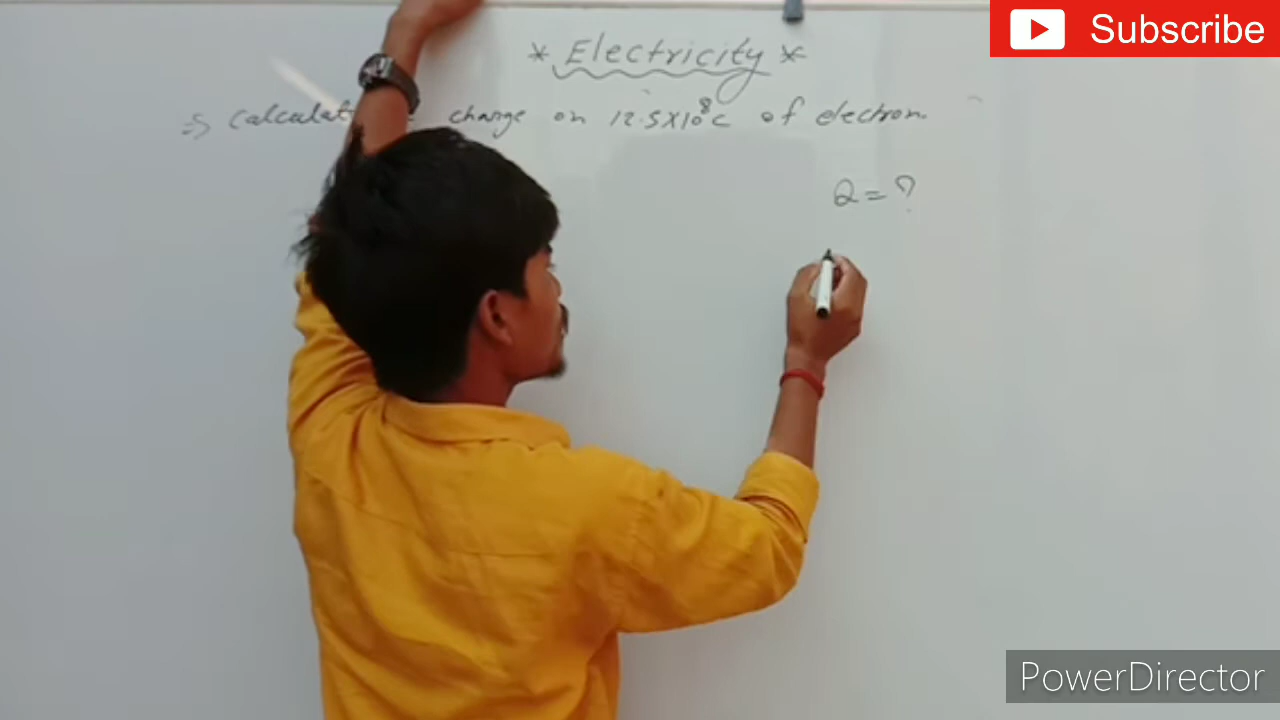 Subscribe
* Electricity *
⇒ Calculat change on 12.5X10⁸C of electron.
Q = ?
PowerDirector